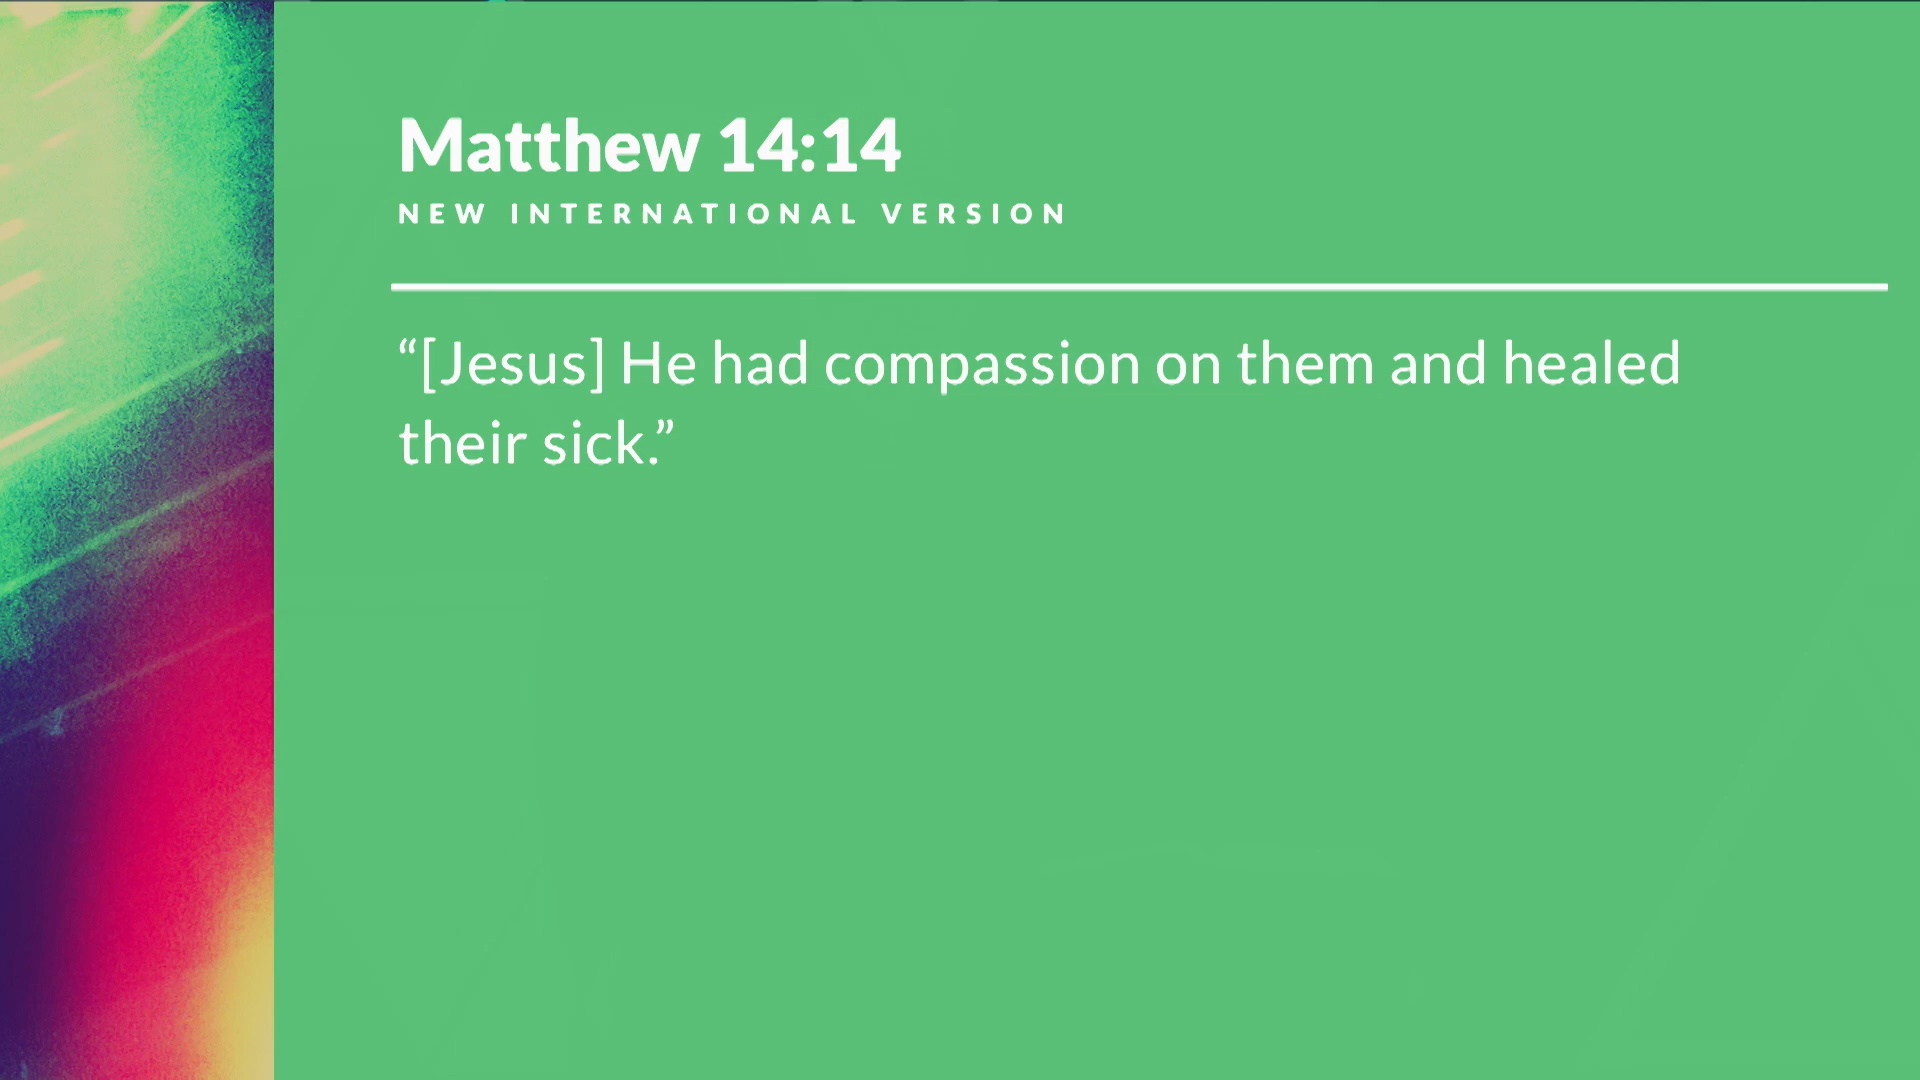 Matthew 14:14
NEW INTERNATIONAL VERSION
“[Jesus] He had compassion on them and healed
their sick.”